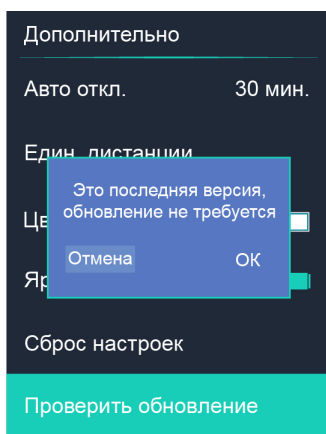 Дополнительно
Авто откл. 30 мин.
Един. дистанции
Это последняя версия,
обновление не требуется
Отмена ОК
Сброс настроек
Проверить обновление